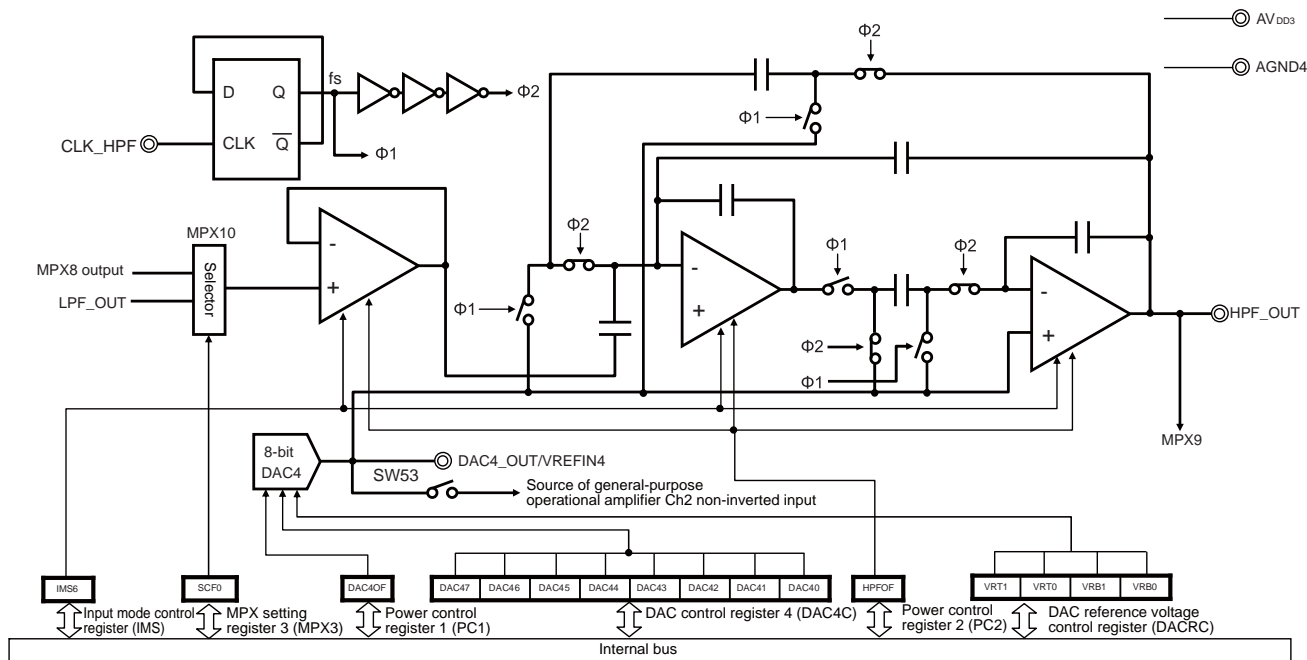 AVDD3
AGND4
Φ2
fs
D
Q
Φ2
CLK_HPF
CLK
Q
Φ1
Φ1
MPX10
MPX8 output
LPF_OUT
Selector
-
+
Φ2
Φ1
-
+
Φ1
Φ2
Φ2
Φ1
-
+
HPF_OUT
MPX9
8-bit
DAC4
DAC4_OUT/VREFIN4
SW53
Source of general-purpose
operational amplifier Ch2 non-inverted input
IMS6
SCF0
DAC4OF
DAC47 DAC46 DAC45 DAC44 DAC43 DAC42 DAC41 DAC40
HPFOF
VRT1 VRT0 VRB1 VRB0
Input mode control
register (IMS)
MPX setting
register 3 (MPX3)
Power control
register 1 (PC1)
DAC control register 4 (DAC4C)
Power control
register 2 (PC2)
DAC reference voltage
control register (DACRC)
Internal bus